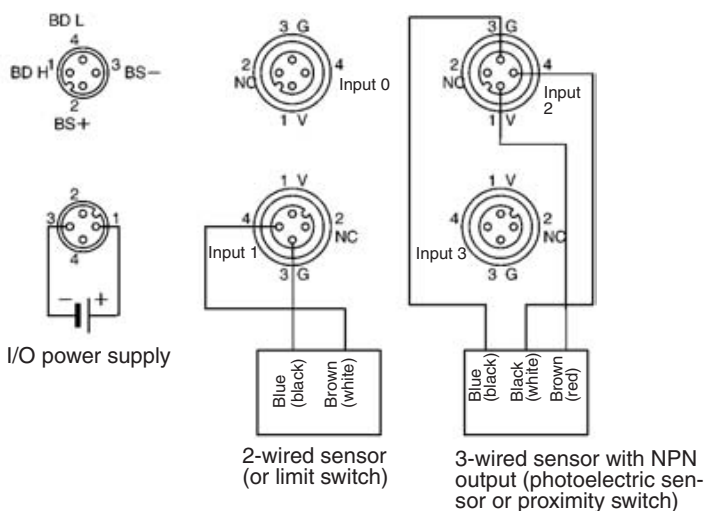 BD L
4
BD H 1
3 BS−
2
BS+
3 G
2
NC
4
Input 0
1 V
3 G
2
NC
4
Input
2
1 V
2
3
1
4
− +
I/O power supply
1 V
4
2
NC
Input 1
3 G
1 V
4
2
NC
Input 3
3 G
Blue
(black)
Brown
(white)
2-wired sensor
(or limit switch)
Blue
(black)
Black
(white)
Brown
(red)
3-wired sensor with NPN
output (photoelectric sen-
sor or proximity switch)